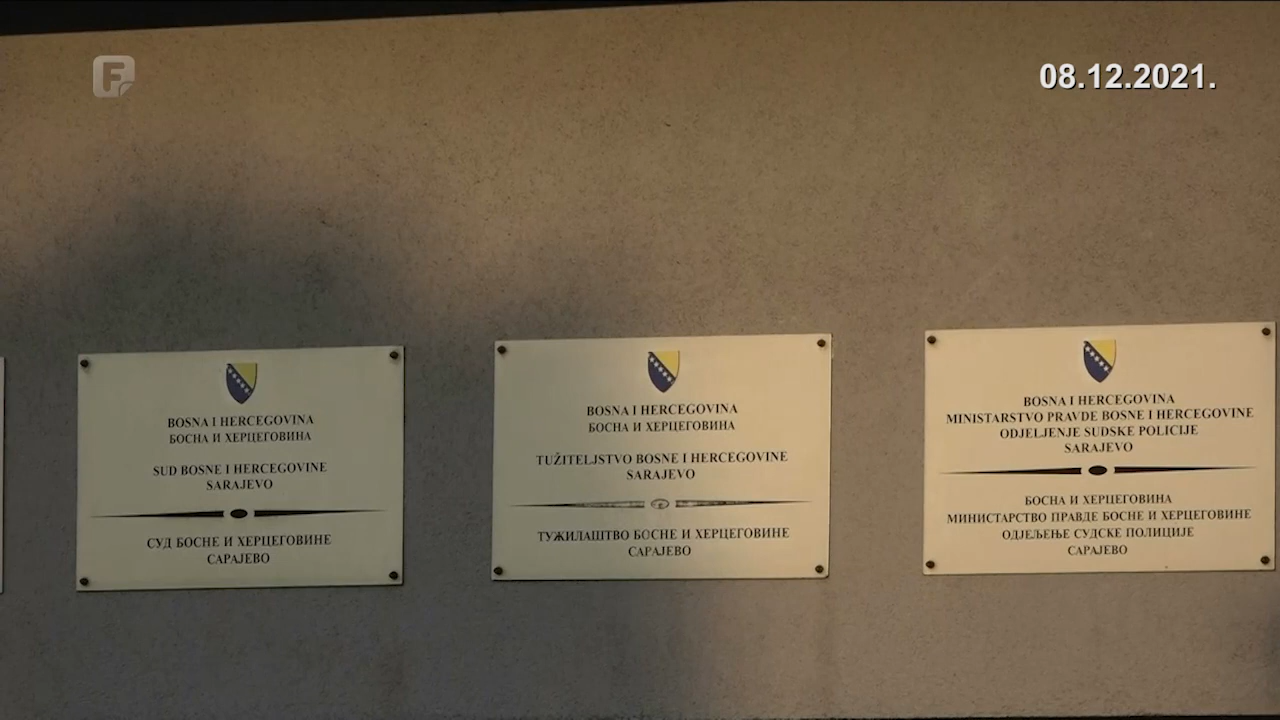 F
08.12.2021.
BOSNA I HERCEGOVINA
БОСНА И ХЕРЦЕГОВИНА
SUD BOSNE I HERCEGOVINE
SARAJEVO
СУД БОСНЕ И ХЕРЦЕГОВИНЕ
САРАЈЕВО
BOSNA I HERCEGOVINA
БОСНА И ХЕРЦЕГОВИНА
TUŽITELJSTVO BOSNE I HERCEGOVINE
SARAJEVO
ТУЖИЛАШТВО БОСНЕ И ХЕРЦЕГОВИНЕ
САРАЈЕВО
BOSNA I HERCEGOVINA
MINISTARSTVO PRAVDE BOSNE I HERCEGOVINE
ODJELJENJE SUDSKE POLICIJE
SARAJEVO
БОСНА И ХЕРЦЕГОВИНА
МИНИСТАРСТВО ПРАВДЕ БОСНЕ И ХЕРЦЕГОВИНЕ
ОДЈЕЉЕЊЕ СУДСКЕ ПОЛИЦИЈЕ
САРАЈЕВО